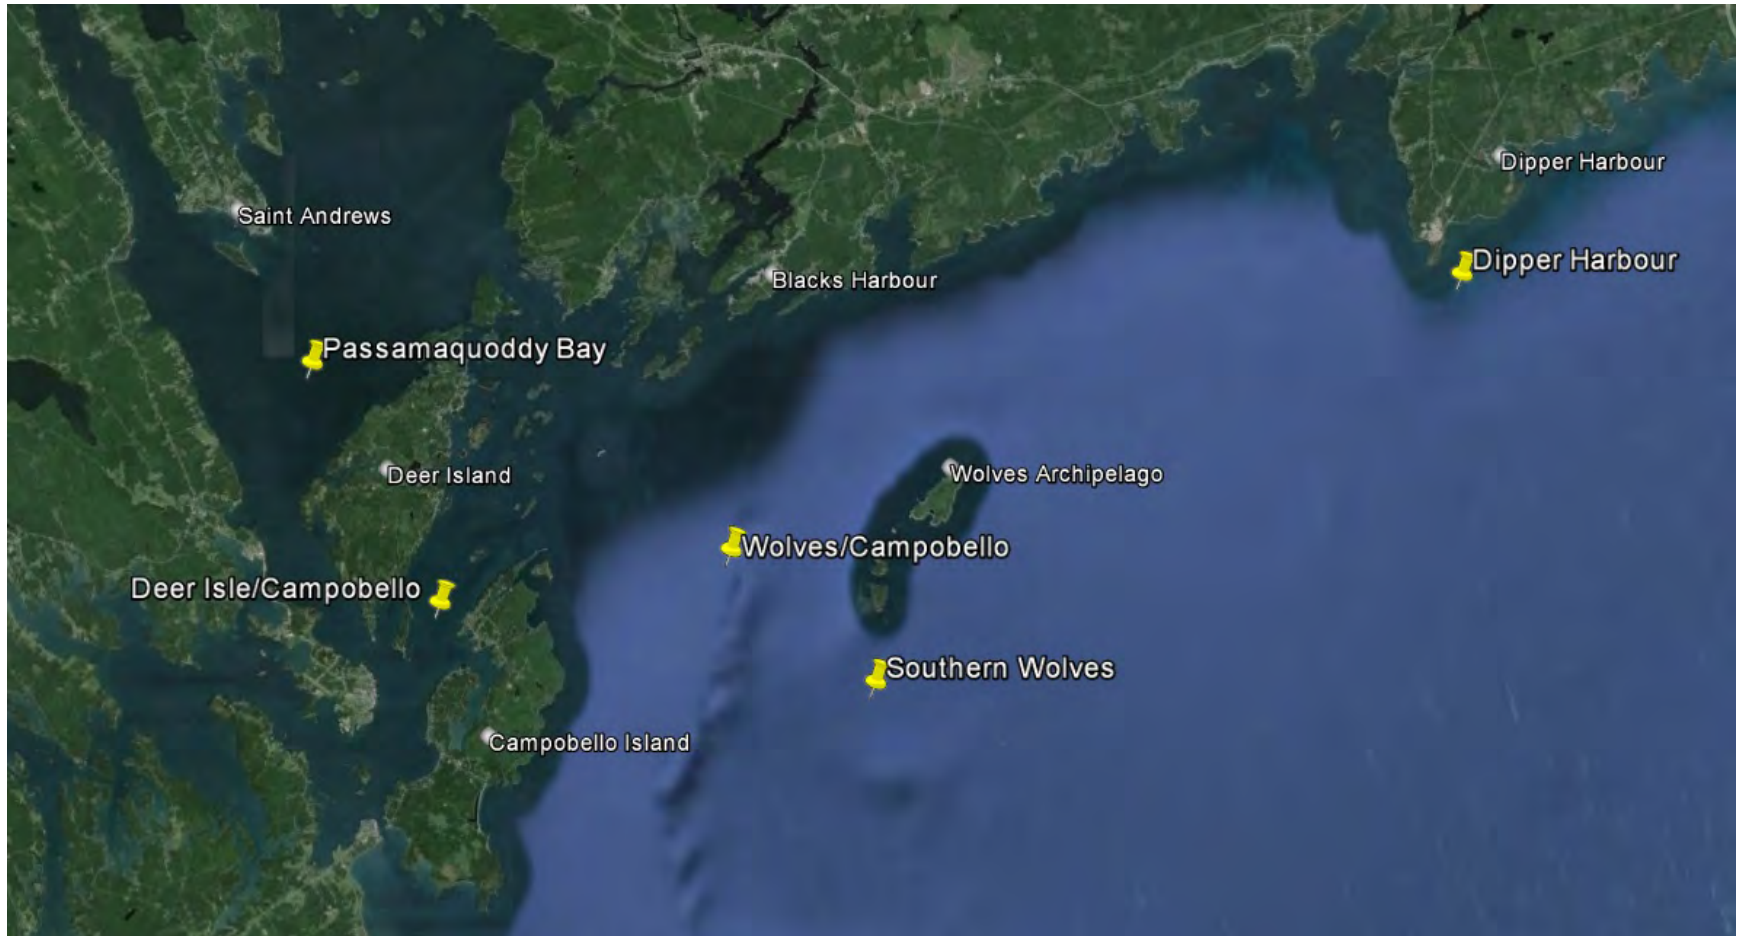 Dipper Harbour
Saint Andrews
Dipper Harbour
Blacks Harbour
Passamaquoddy Bay
Deer Island
Wolves Archipelago
Wolves/Campobello
Deer Isle/Campobello
Southern Wolves
Campobello Island